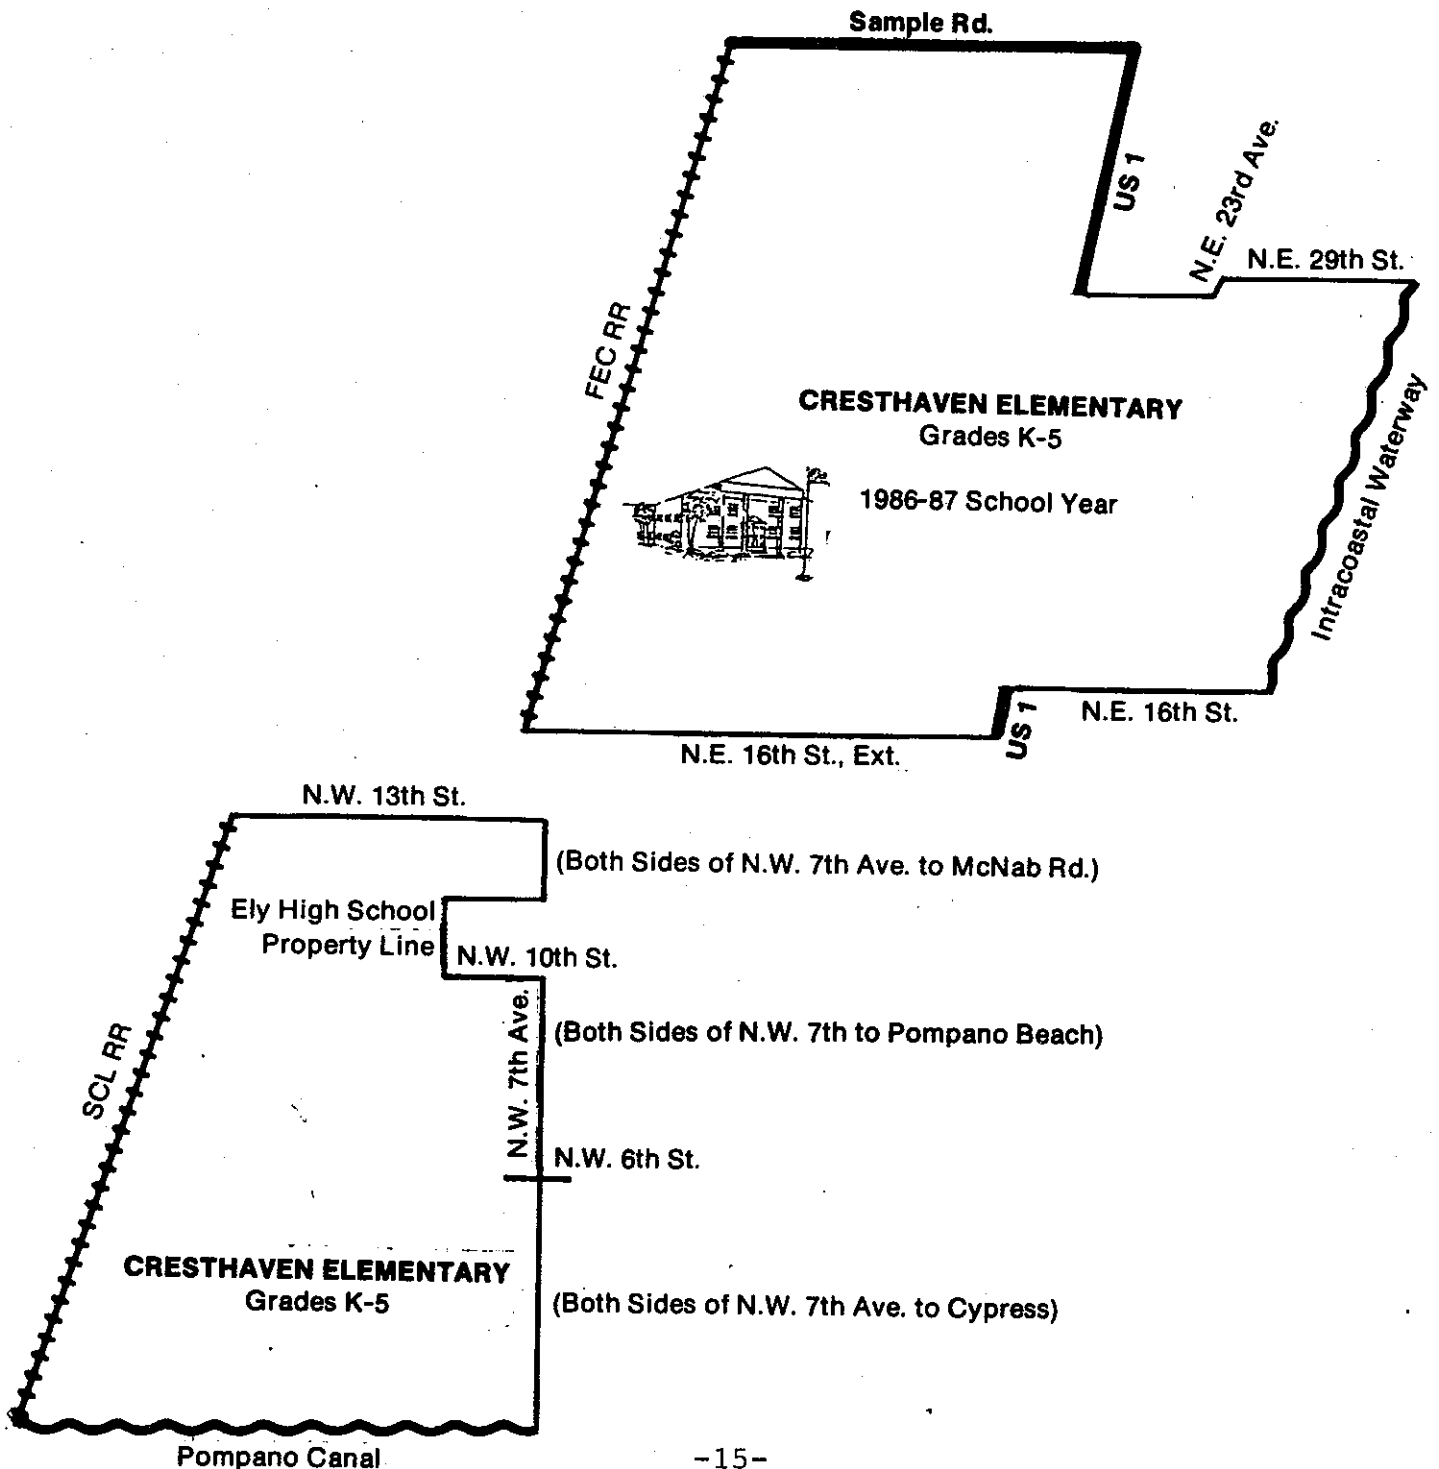 Sample Rd.
US 1
N.E. 23rd Ave.
N.E. 29th St.
FEC RR
CRESTHAVEN ELEMENTARY
Grades K-5
1986-87 School Year
Intracoastal Waterway
N.E. 16th St.
US 1
N.E. 16th St., Ext.
N.W. 13th St.
(Both Sides of N.W. 7th Ave. to McNab Rd.)
Ely High School
Property Line
N.W. 10th St.
N.W. 7th Ave.
(Both Sides of N.W. 7th to Pompano Beach)
SCL RR
N.W. 6th St.
CRESTHAVEN ELEMENTARY
Grades K-5
(Both Sides of N.W. 7th Ave. to Cypress)
Pompano Canal
-15-